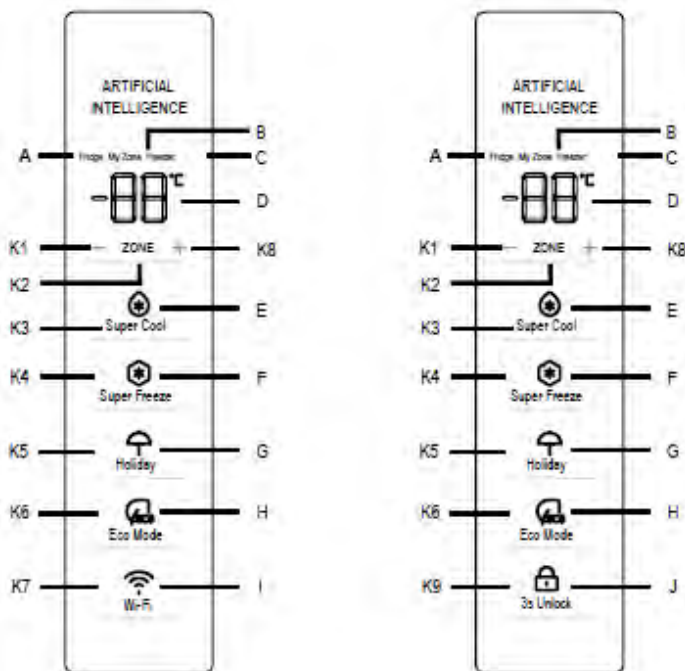 ARTIFICIAL
INTELLIGENCE
B
A
Fridge My Zone Freezer
C
-88°C
D
K1
- ZONE +
K8
K2
E
K3
Super Cool
K4
F
Super Freeze
K5
G
Holiday
K6
H
Eco Mode
K7
I
Wi-Fi
ARTIFICIAL
INTELLIGENCE
B
A
Fridge My Zone Freezer
C
-88°C
D
K1
- ZONE +
K8
K2
E
K3
Super Cool
K4
F
Super Freeze
K5
G
Holiday
K6
H
Eco Mode
K9
J
3s Unlock